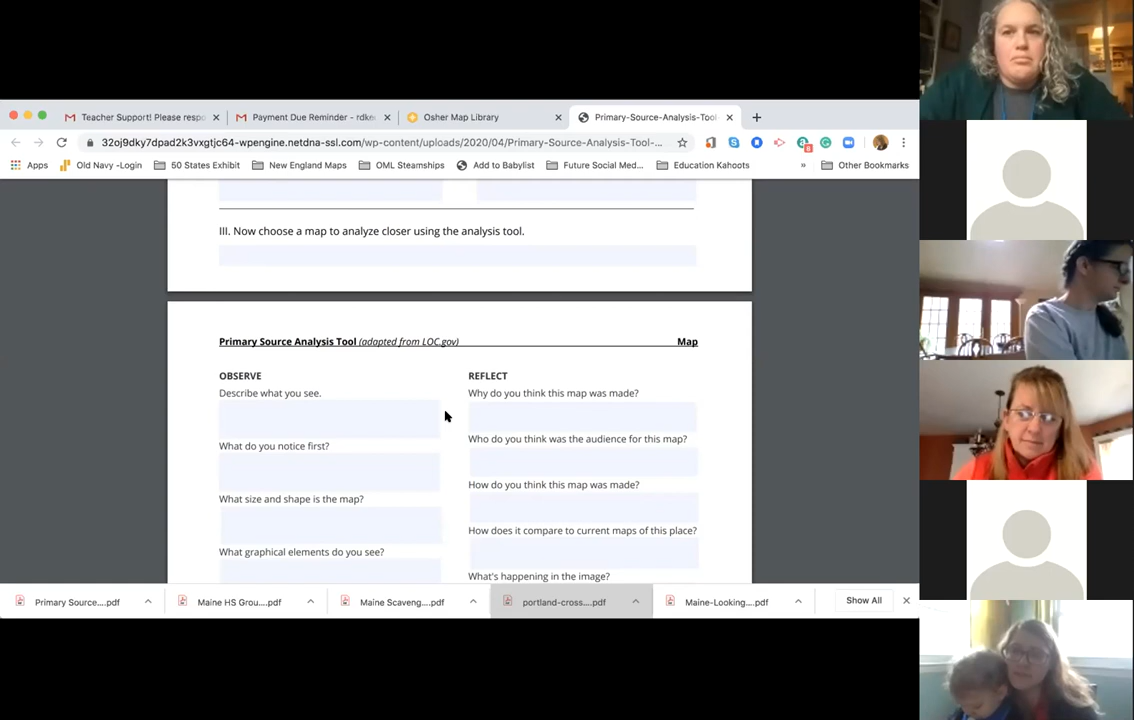 Teacher Support! Please resp
Payment Due Reminder - rdke
Osher Map Library
Primary-Source-Analysis-Tool-
32oj9dky7dpad2k3vxgtjc64-wpengine.netdna-ssl.com/wp-content/uploads/2020/04/Primary-Source-Analysis-Tool-...
Apps
Old Navy -Login
50 States Exhibit
New England Maps
OML Steamships
Add to Babylist
Future Social Med...
Education Kahoots
»
Other Bookmarks
III. Now choose a map to analyze closer using the analysis tool.
Primary Source Analysis Tool (adapted from LOC.gov)
Map
OBSERVE
Describe what you see.
What do you notice first?
What size and shape is the map?
What graphical elements do you see?
REFLECT
Why do you think this map was made?
Who do you think was the audience for this map?
How do you think this map was made?
How does it compare to current maps of this place?
What's happening in the image?
Primary Source....pdf
Maine HS Grou....pdf
Maine Scaveng....pdf
portland-cross....pdf
Maine-Looking....pdf
Show All